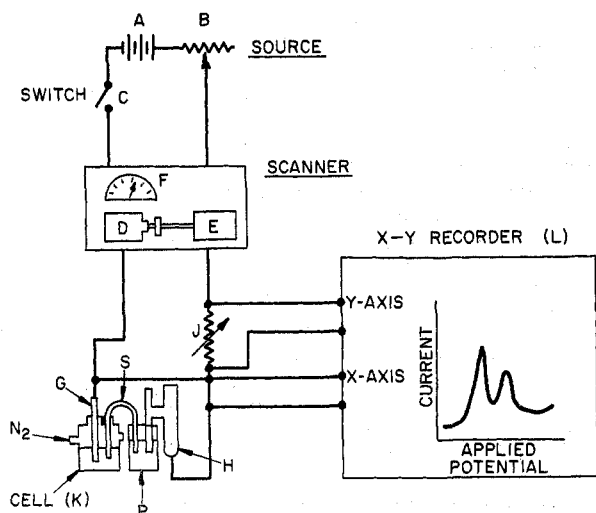 A
B
SOURCE
SWITCH
C
SCANNER
F
D
E
X-Y RECORDER (L)
Y-AXIS
J
X-AXIS
G
S
N2
H
CELL (K)
P
CURRENT
APPLIED
POTENTIAL